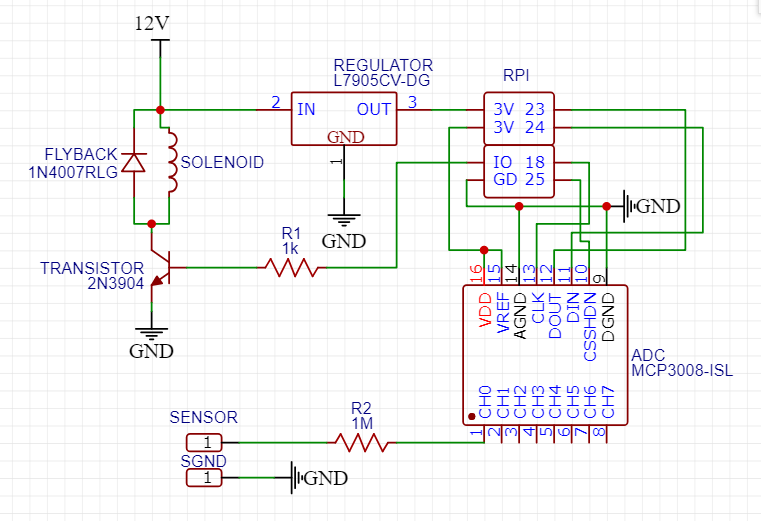 12V
REGULATOR
L7905CV-DG
RPI
2 IN OUT 3
GND
1
3V 23
3V 24
IO 18
GD 25
FLYBACK
1N4007RLG
SOLENOID
GND
GND
R1
1k
TRANSISTOR
2N3904
GND
16 15 14 13 12 11 10 9
VDD VREF AGND CLK DOUT DIN CSSHDN DGND
ADC
MCP3008-ISL
CH0 CH1 CH2 CH3 CH4 CH5 CH6 CH7
1 2 3 4 5 6 7 8
SENSOR
1
R2
1M
SGND
1
GND